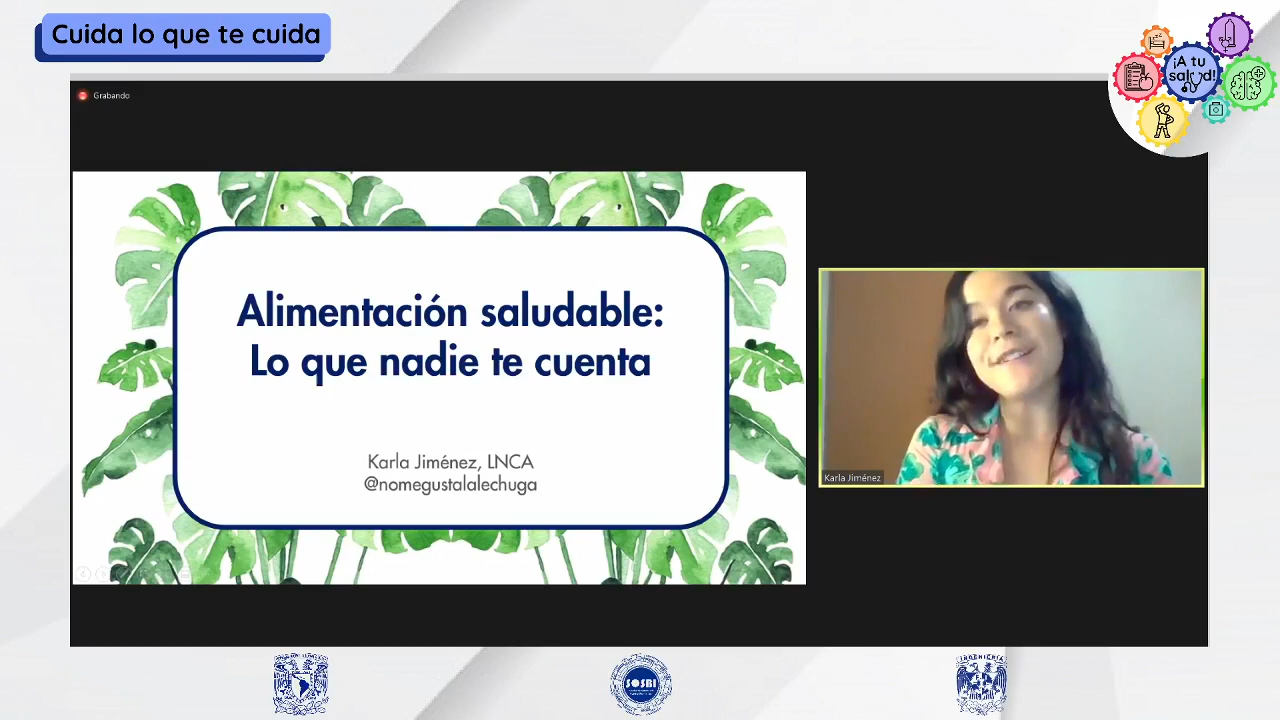 Cuida lo que te cuida
¡A tu
salud!
Grabando
Alimentación saludable:
Lo que nadie te cuenta
Karla Jiménez, LNCA
@nomegustalalechuga
Karla Jiménez
SOSBI